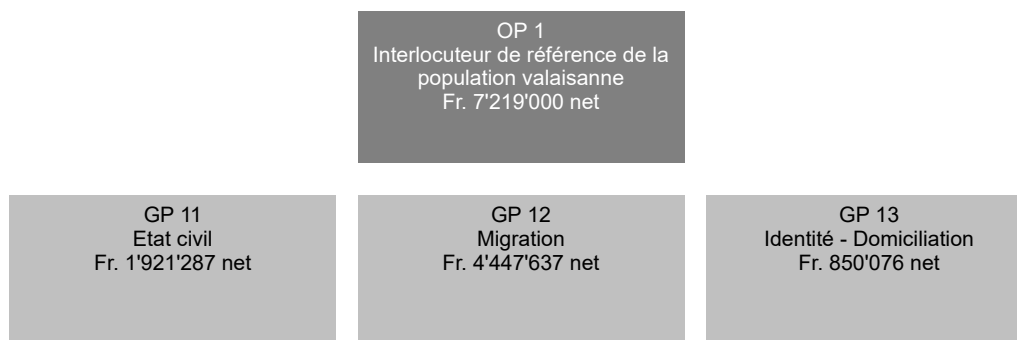 OP 1
Interlocuteur de référence de la
population valaisanne
Fr. 7'219'000 net
GP 11
Etat civil
Fr. 1'921'287 net
GP 12
Migration
Fr. 4'447'637 net
GP 13
Identité - Domiciliation
Fr. 850'076 net